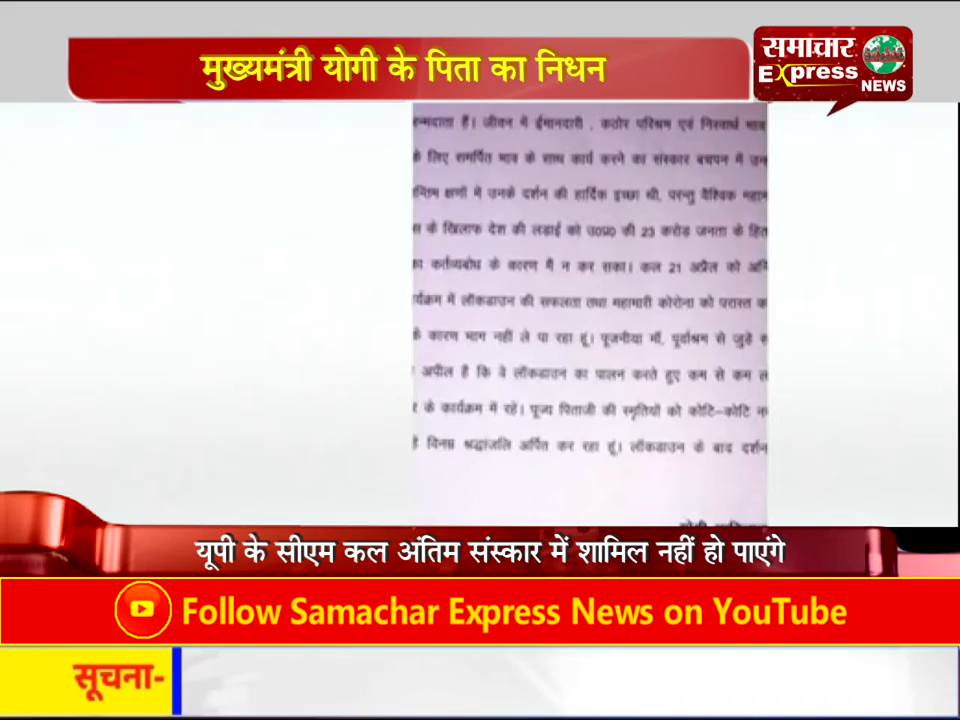 मुख्यमंत्री योगी के पिता का निधन
समाचार
Express
NEWS
न्मदाता हैं। जीवन में ईमानदारी , कठोर परिश्रम एवं निस्वार्थ भाव
के लिए समर्पित भाव के साथ कार्य करने का संस्कार बचपन में उन
न्तिम क्षणों में उनके दर्शन की हार्दिक इच्छा थी, परन्तु वैश्विक महाम
स के खिलाफ देश की लडाई को उ0प्र0 की 23 करोड़ जनता के हित
का कर्तव्यबोध के कारण मैं न कर सका। कल 21 अप्रैल को अन्ति
र्यक्रम में लॉकडाउन की सफलता तथा महामारी कोरोना को परास्त क
के कारण भाग नहीं ले पा रहा हूं। पूजनीया माँ, पूर्वाश्रम से जुड़े स
अपील है कि वे लॉकडाउन का पालन करते हुए कम से कम ल
र के कार्यक्रम में रहें। पूज्य पिताजी की स्मृतियों को कोटि-कोटि न
हें विनम्र श्रद्धांजलि अर्पित कर रहा हूं। लॉकडाउन के बाद दर्शन
यूपी के सीएम कल अंतिम संस्कार में शामिल नहीं हो पाएंगे
Follow Samachar Express News on YouTube
सूचना-